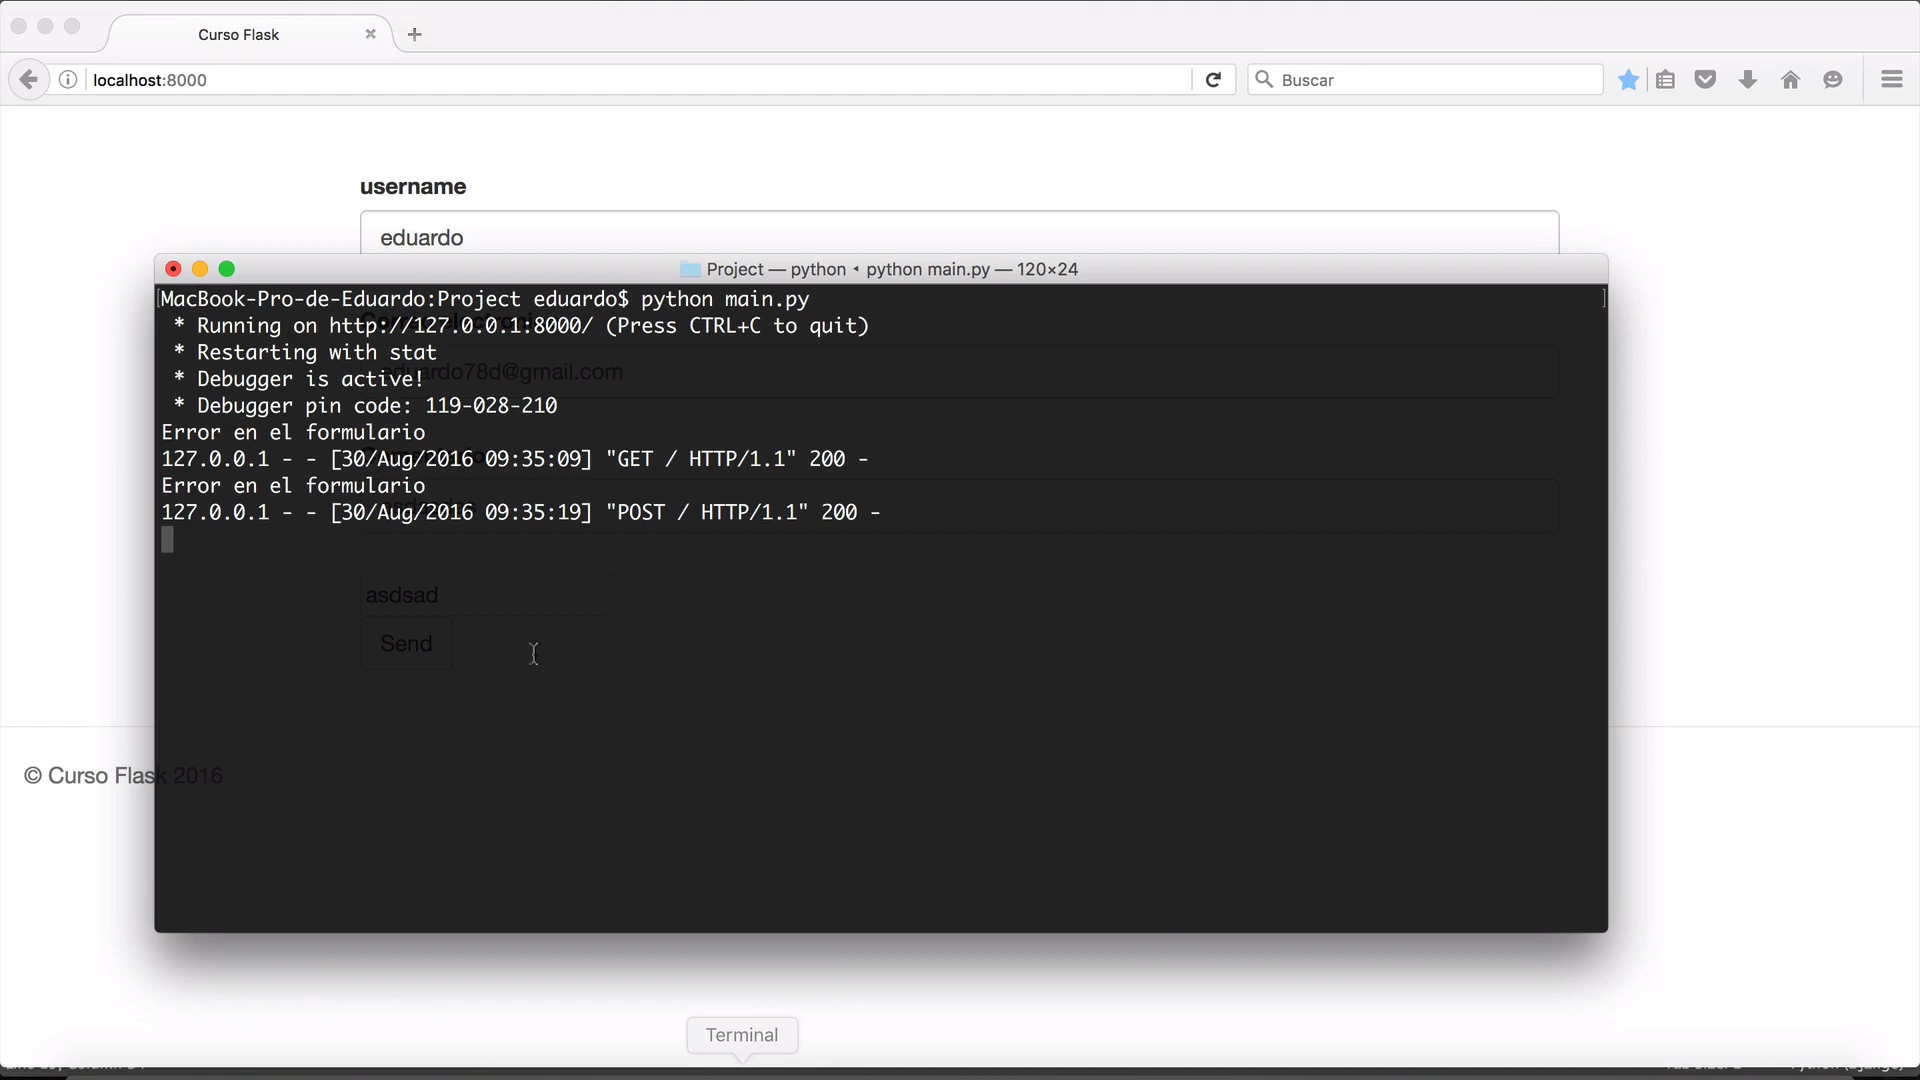 Curso Flask
localhost:8000
Buscar
username
eduardo
Project — python ◂ python main.py — 120×24
MacBook-Pro-de-Eduardo:Project eduardo$ python main.py
* Running on http://127.0.0.1:8000/ (Press CTRL+C to quit)
* Restarting with stat
eduardo78d@gmail.com
* Debugger is active!
* Debugger pin code: 119-028-210
Error en el formulario
127.0.0.1 - - [30/Aug/2016 09:35:09] "GET / HTTP/1.1" 200 -
Error en el formulario
127.0.0.1 - - [30/Aug/2016 09:35:19] "POST / HTTP/1.1" 200 -
asdsad
Send
© Curso Flask 2016
Terminal